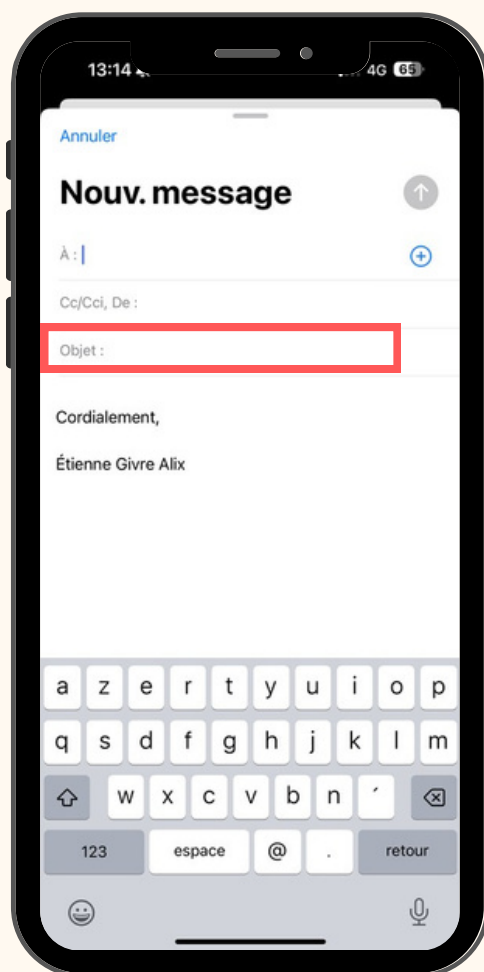 13:14 4G 65
Annuler
Nouv. message
À :
Cc/Cci, De :
Objet :
Cordialement,
Étienne Givre Alix
a z e r t y u i o p
q s d f g h j k l m
w x c v b n ´
123 espace @ . retour